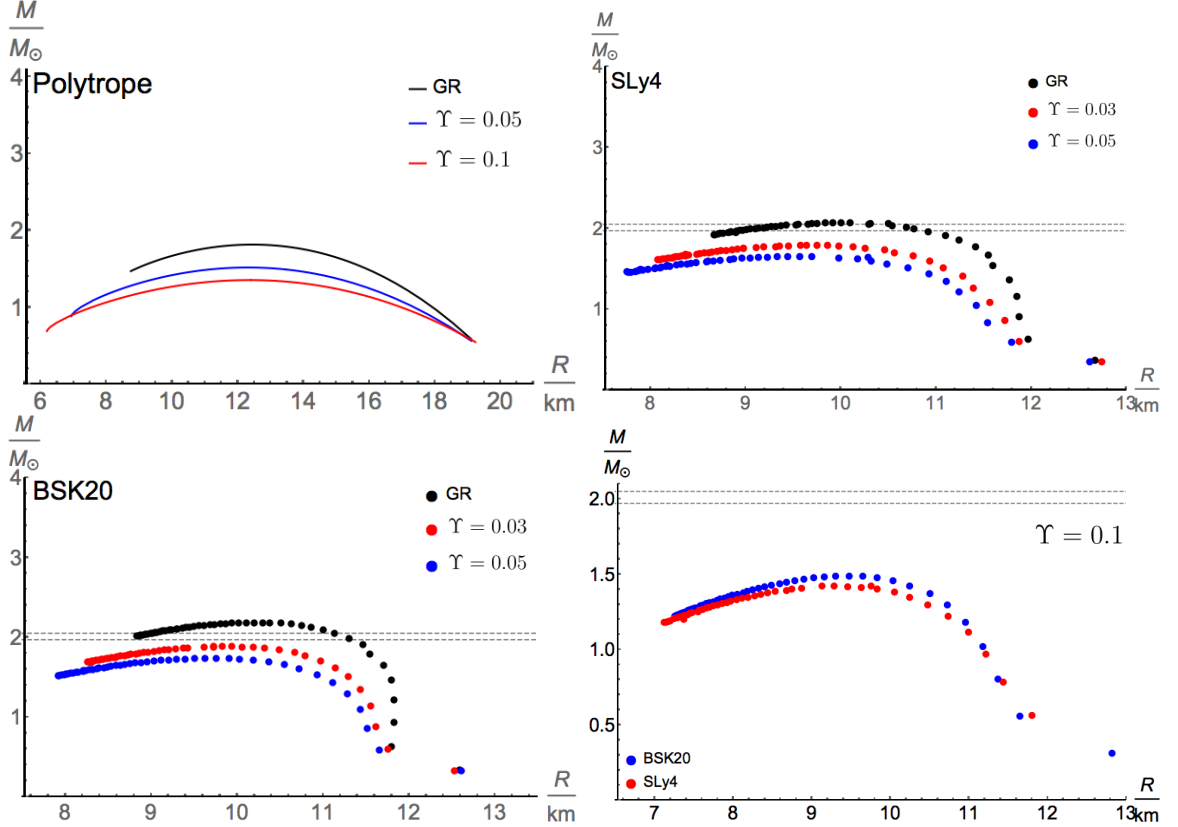 M
M⊙
4 Polytrope
GR
ϒ = 0.05
ϒ = 0.1
3
2
1
R
km
6 8 10 12 14 16 18 20
M
M⊙
4
SLy4
GR
ϒ = 0.03
ϒ = 0.05
3
2
1
R
km
8 9 10 11 12 13
M
M⊙
4
BSK20
GR
ϒ = 0.03
ϒ = 0.05
3
2
1
R
km
8 9 10 11 12 13
M
M⊙
2.0
ϒ = 0.1
1.5
1.0
0.5
BSK20
SLy4
R
km
7 8 9 10 11 12 13